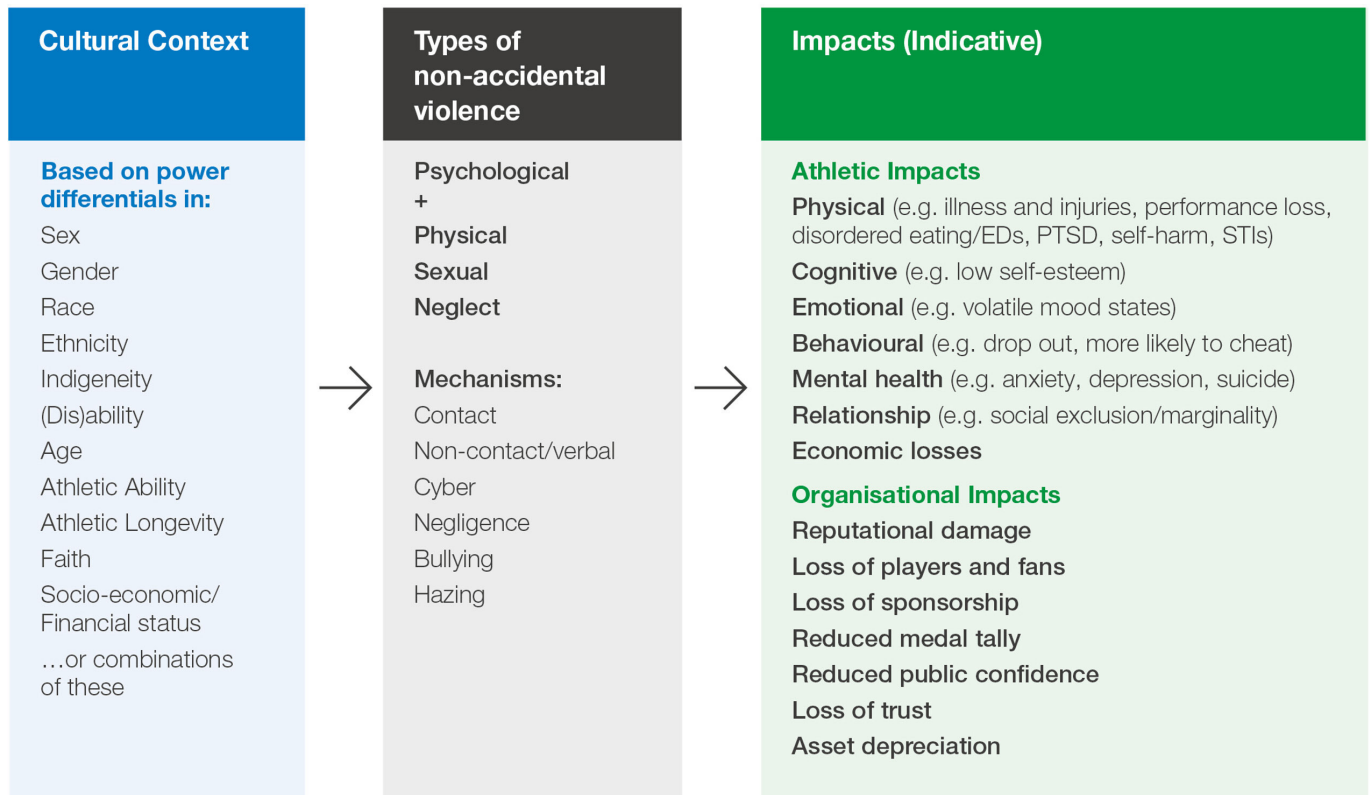 Cultural Context
Based on power
differentials in:
Sex
Gender
Race
Ethnicity
Indigeneity
(Dis)ability
Age
Athletic Ability
Athletic Longevity
Faith
Socio-economic/
Financial status
…or combinations
of these
Types of
non-accidental
violence
Psychological
+
Physical
Sexual
Neglect
Mechanisms:
Contact
Non-contact/verbal
Cyber
Negligence
Bullying
Hazing
Impacts (Indicative)
Athletic Impacts
Physical (e.g. illness and injuries, performance loss,
disordered eating/EDs, PTSD, self-harm, STIs)
Cognitive (e.g. low self-esteem)
Emotional (e.g. volatile mood states)
Behavioural (e.g. drop out, more likely to cheat)
Mental health (e.g. anxiety, depression, suicide)
Relationship (e.g. social exclusion/marginality)
Economic losses
Organisational Impacts
Reputational damage
Loss of players and fans
Loss of sponsorship
Reduced medal tally
Reduced public confidence
Loss of trust
Asset depreciation